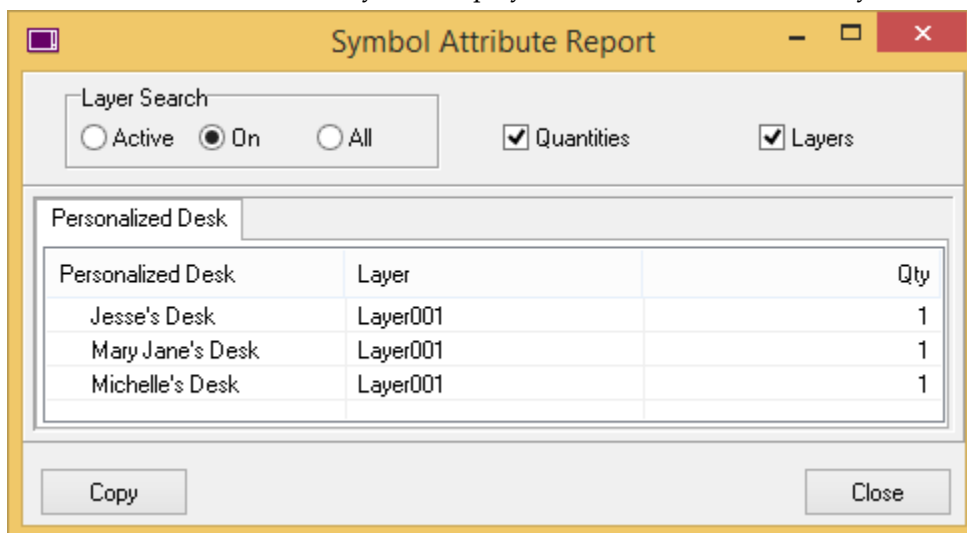 Symbol Attribute Report
Layer Search
Active On All Quantities Layers
Personalized Desk
Personalized Desk Layer Qty
Jesse's Desk Layer001 1
Mary Jane's Desk Layer001 1
Michelle's Desk Layer001 1
Copy Close